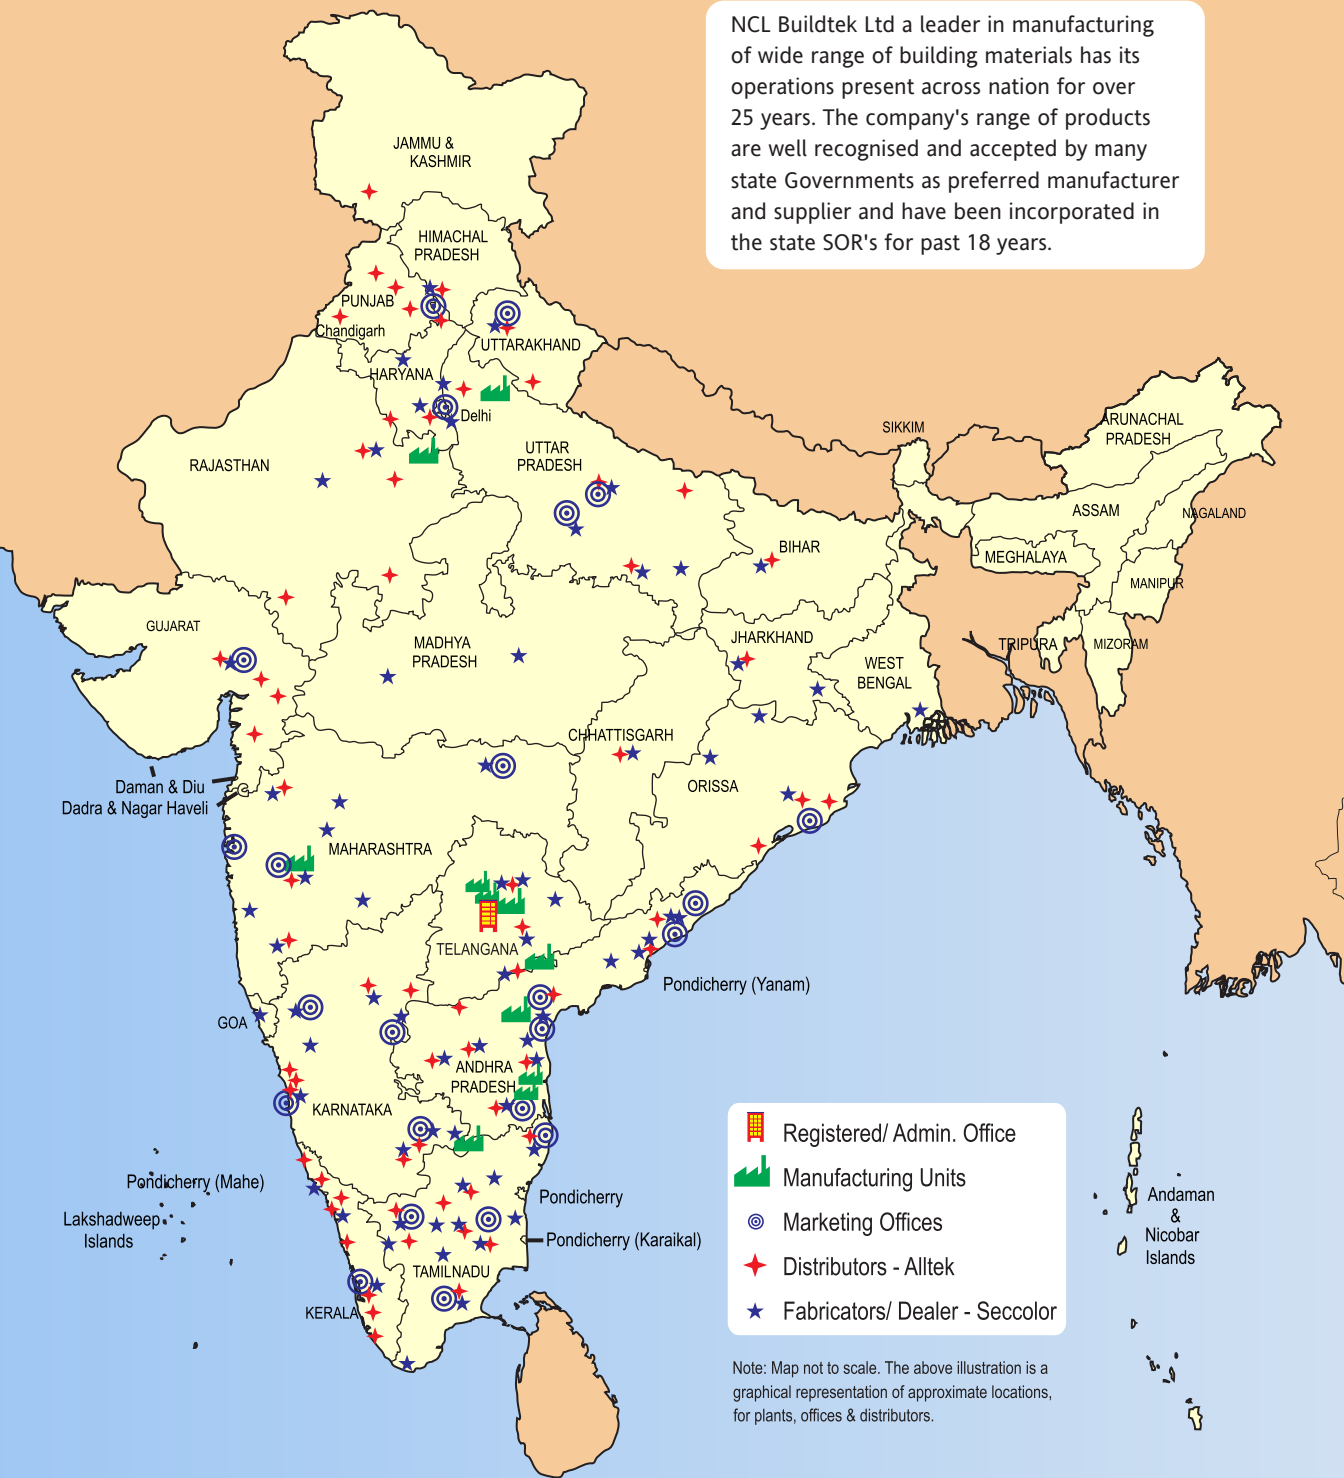 NCL Buildtek Ltd a leader in manufacturing
of wide range of building materials has its
operations present across nation for over
25 years. The company's range of products
are well recognised and accepted by many
state Governments as preferred manufacturer
and supplier and have been incorporated in
the state SOR's for past 18 years.
JAMMU &
KASHMIR
HIMACHAL
PRADESH
PUNJAB
Chandigarh
UTTARAKHAND
HARYANA
Delhi
RAJASTHAN
UTTAR
PRADESH
SIKKIM
ARUNACHAL
PRADESH
ASSAM
NAGALAND
MEGHALAYA
BIHAR
MANIPUR
GUJARAT
MADHYA
PRADESH
JHARKHAND
TRIPURA
MIZORAM
WEST
BENGAL
CHHATTISGARH
ORISSA
Daman & Diu
Dadra & Nagar Haveli
MAHARASHTRA
TELANGANA
Pondicherry (Yanam)
GOA
ANDHRA
PRADESH
KARNATAKA
Pondicherry (Mahe)
Lakshadweep
Islands
Pondicherry
Pondicherry (Karaikal)
TAMILNADU
KERALA
Registered/ Admin. Office
Manufacturing Units
Marketing Offices
Distributors - Alltek
Fabricators/ Dealer - Seccolor
Andaman
&
Nicobar
Islands
Note: Map not to scale. The above illustration is a
graphical representation of approximate locations,
for plants, offices & distributors.